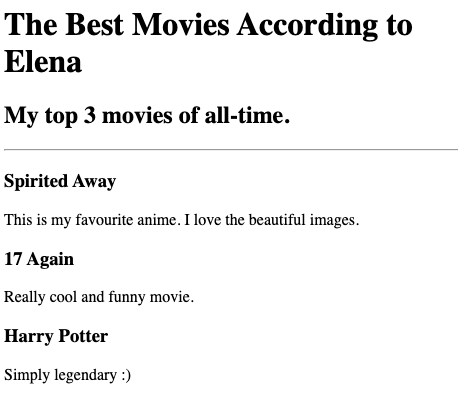 The Best Movies According to
Elena
My top 3 movies of all-time.
Spirited Away
This is my favourite anime. I love the beautiful images.
17 Again
Really cool and funny movie.
Harry Potter
Simply legendary :)